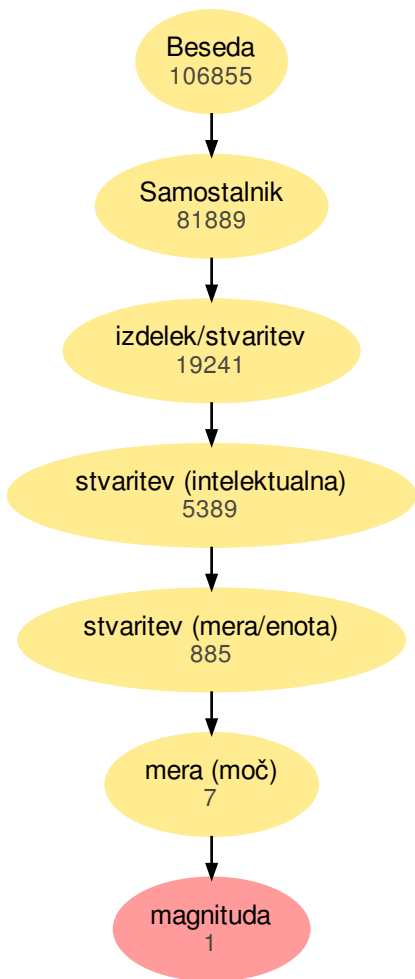 Beseda
106855
Samostalnik
81889
izdelek/stvaritev
19241
stvaritev (intelektualna)
5389
stvaritev (mera/enota)
885
mera (moč)
7
magnituda
1